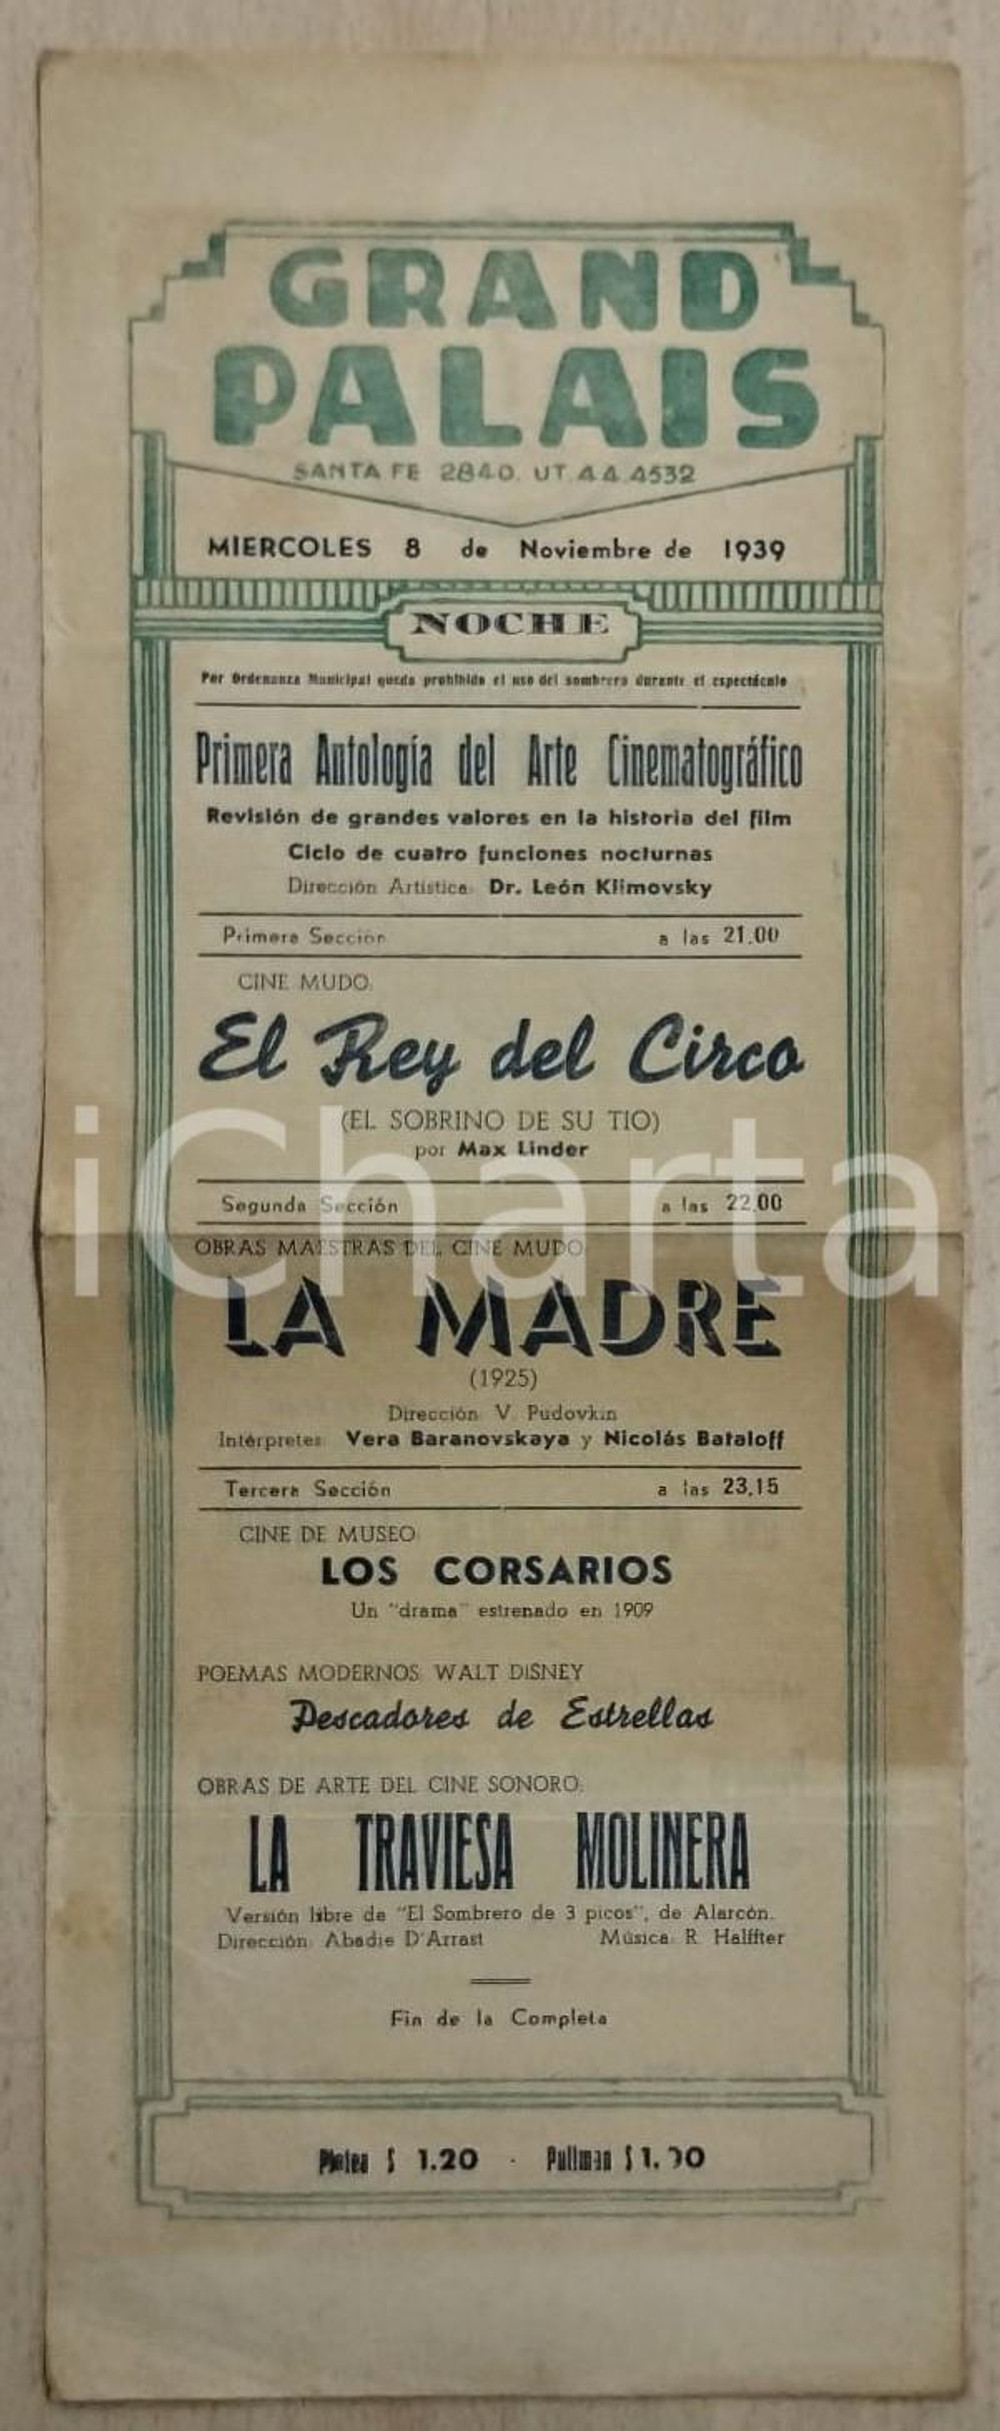 GRAND
PALAIS
SANTA FE 2840. UT.44.4532
MIERCOLES 8 de Noviembre de 1939
NOCHE
Por Ordenanza Municipal queda prohibido el uso del sombrero durante el espectáculo
Primera Antología del Arte Cinematográfico
Revisión de grandes valores en la historia del film
Ciclo de cuatro funciones nocturnas
Dirección Artística: Dr. León Klimovsky
Primera Sección a las 21.00
CINE MUDO:
El Rey del Circo
(EL SOBRINO DE SU TIO)
por Max Linder
iCharta
Segunda Sección a las 22.00
OBRAS MAESTRAS DEL CINE MUDO
LA MADRE
(1925)
Dirección: V. Pudovkin
Intérpretes: Vera Baranovskaya y Nicolás Bataloff
Tercera Sección a las 23,15
CINE DE MUSEO:
LOS CORSARIOS
Un "drama" estrenado en 1909
POEMAS MODERNOS: WALT DISNEY
Pescadores de Estrellas
OBRAS DE ARTE DEL CINE SONORO:
LA TRAVIESA MOLINERA
Versión libre de "El Sombrero de 3 picos", de Alarcón.
Dirección: Abadie D'Arrast Música: R. Halffter
Fin de la Completa
Platea $ 1.20 - Pullman $ 1.00